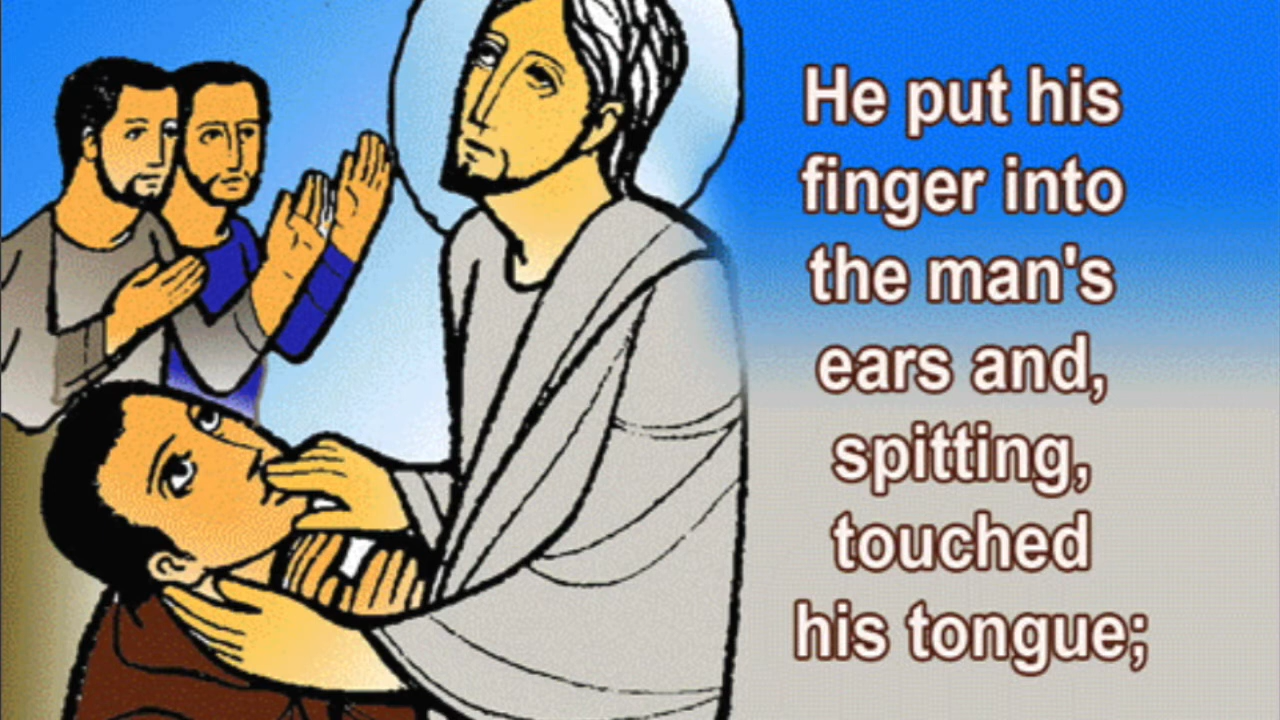 He put his
finger into
the man's
ears and,
spitting,
touched
his tongue;